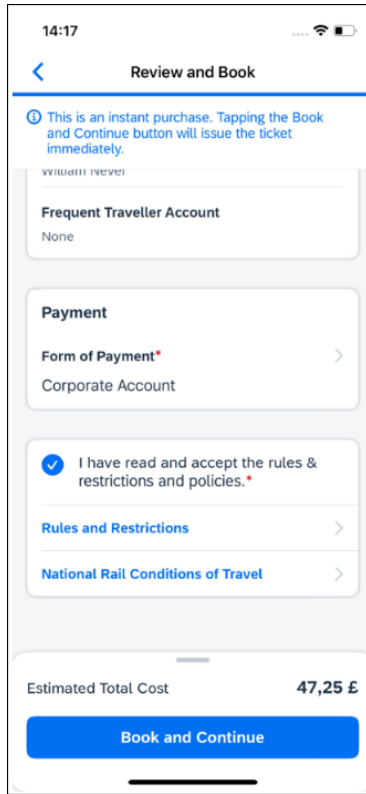 14:17
Review and Book
This is an instant purchase. Tapping the Book
and Continue button will issue the ticket
immediately.
William Never
Frequent Traveller Account
None
Payment
Form of Payment*
Corporate Account
I have read and accept the rules &
restrictions and policies.*
Rules and Restrictions
National Rail Conditions of Travel
Estimated Total Cost 47,25 £
Book and Continue